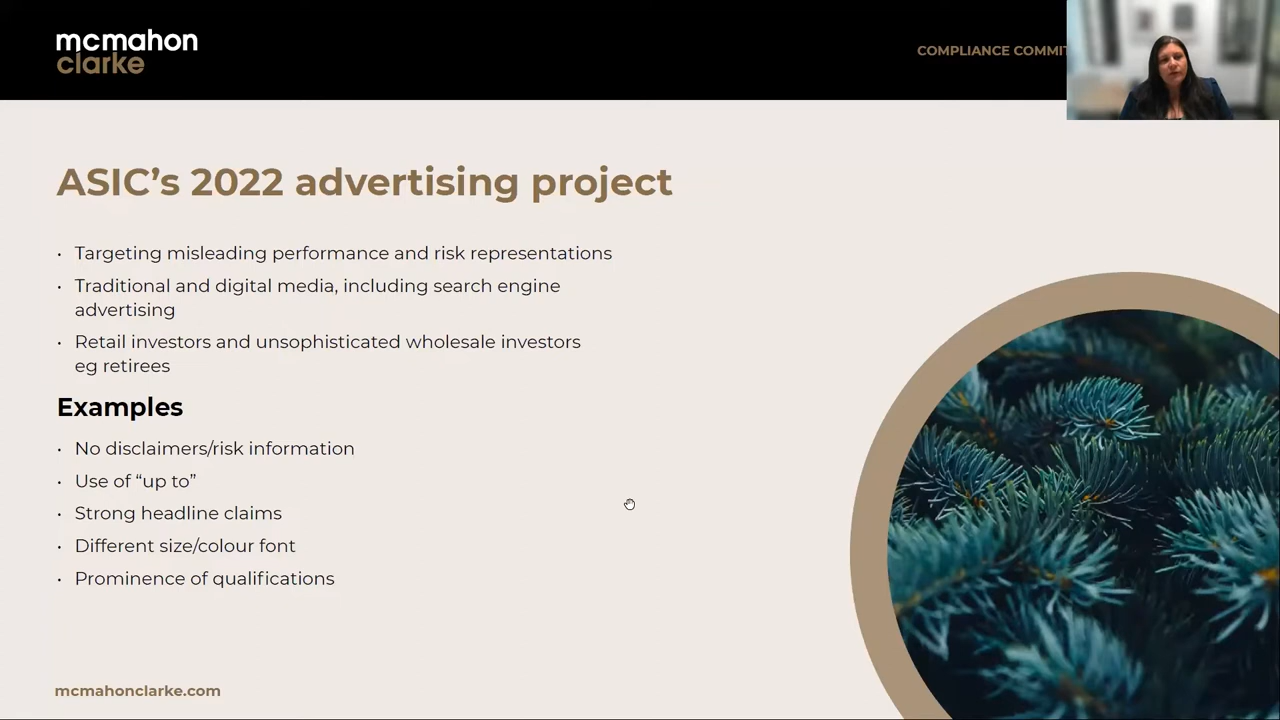 mcmahon
clarke
COMPLIANCE COMMIT
ASIC’s 2022 advertising project
• Targeting misleading performance and risk representations
• Traditional and digital media, including search engine
advertising
• Retail investors and unsophisticated wholesale investors
eg retirees
Examples
• No disclaimers/risk information
• Use of “up to”
• Strong headline claims
• Different size/colour font
• Prominence of qualifications
mcmahonclarke.com